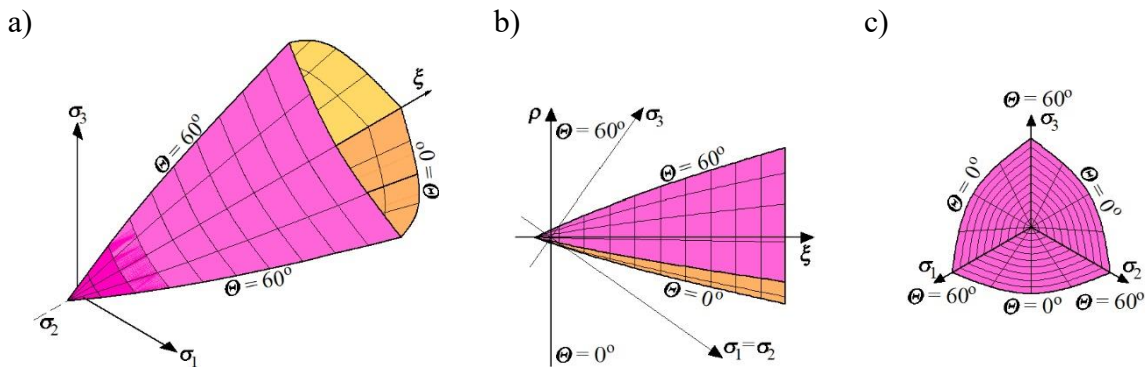 a)
b)
c)
σ₃
Θ = 60°
ξ
Θ = 0°
Θ = 60°
σ₂
σ₁
ρ
Θ = 60°
σ₃
Θ = 60°
ξ
Θ = 0°
σ₁=σ₂
Θ = 0°
Θ = 60°
σ₃
Θ = 0°
Θ = 0°
σ₁
σ₂
Θ = 60°
Θ = 0°
Θ = 60°